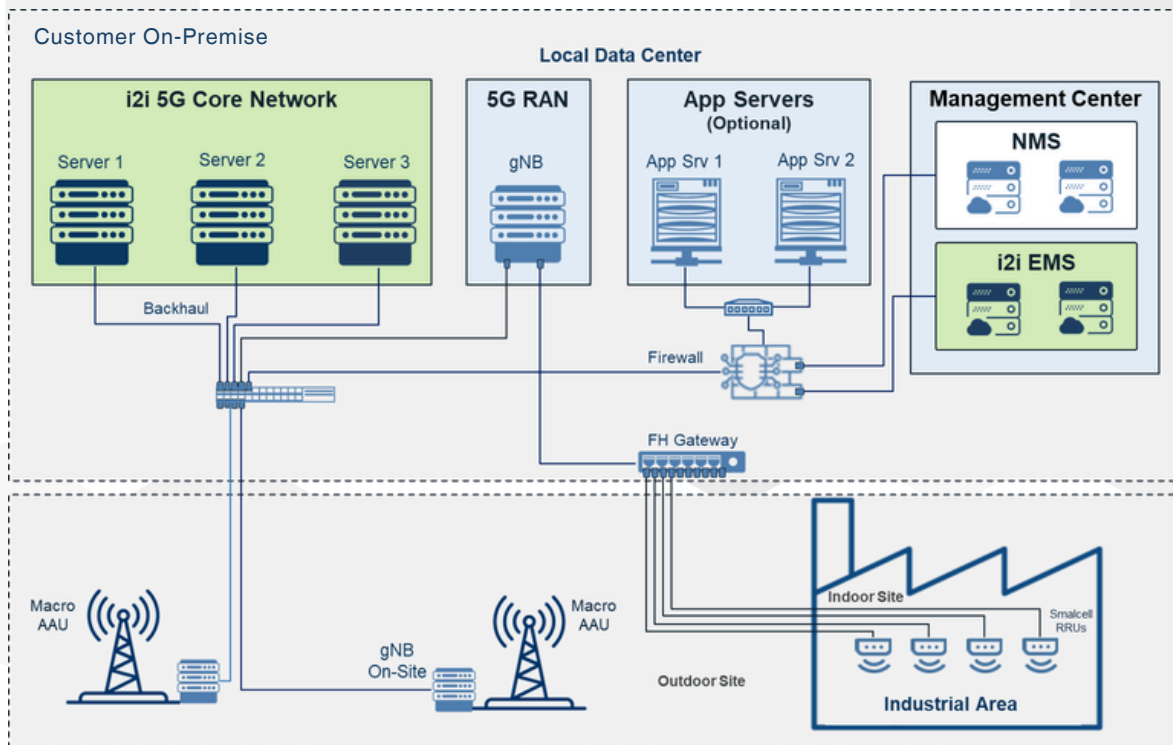 Customer On-Premise
Local Data Center
i2i 5G Core Network
Server 1
Server 2
Server 3
5G RAN
gNB
App Servers
(Optional)
App Srv 1
App Srv 2
Management Center
NMS
i2i EMS
Backhaul
Firewall
FH Gateway
Macro
AAU
gNB
On-Site
Macro
AAU
Outdoor Site
Indoor Site
Smalcell
RRUs
Industrial Area